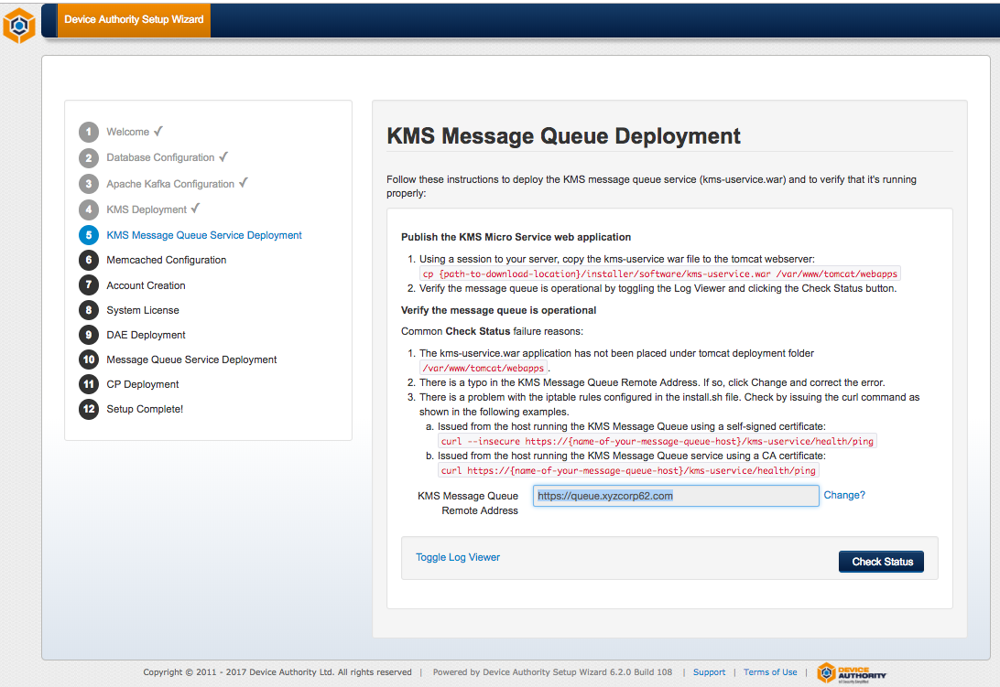 Device Authority Setup Wizard
1 Welcome ✓
2 Database Configuration ✓
3 Apache Kafka Configuration ✓
4 KMS Deployment ✓
5 KMS Message Queue Service Deployment
6 Memcached Configuration
7 Account Creation
8 System License
9 DAE Deployment
10 Message Queue Service Deployment
11 CP Deployment
12 Setup Complete!
KMS Message Queue Deployment
Follow these instructions to deploy the KMS message queue service (kms-uservice.war) and to verify that it's running
properly:
Publish the KMS Micro Service web application
1. Using a session to your server, copy the kms-uservice war file to the tomcat webserver:
cp {path-to-download-location}/installer/software/kms-uservice.war /var/www/tomcat/webapps
2. Verify the message queue is operational by toggling the Log Viewer and clicking the Check Status button.
Verify the message queue is operational
Common Check Status failure reasons:
1. The kms-uservice.war application has not been placed under tomcat deployment folder
/var/www/tomcat/webapps.
2. There is a typo in the KMS Message Queue Remote Address. If so, click Change and correct the error.
3. There is a problem with the iptable rules configured in the install.sh file. Check by issuing the curl command as
shown in the following examples.
a. Issued from the host running the KMS Message Queue using a self-signed certificate:
curl --insecure https://{name-of-your-message-queue-host}/kms-uservice/health/ping
b. Issued from the host running the KMS Message Queue service using a CA certificate:
curl https://{name-of-your-message-queue-host}/kms-uservice/health/ping
KMS Message Queue
Remote Address
https://queue.xyzcorp62.com
Change?
Toggle Log Viewer
Check Status
Copyright © 2011 - 2017 Device Authority Ltd. All rights reserved | Powered by Device Authority Setup Wizard 6.2.0 Build 108 | Support | Terms of Use |
DEVICE
AUTHORITY